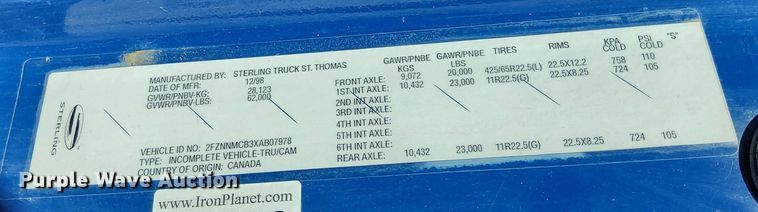 GAWR/PNBE GAWR/PNBE TIRES RIMS KPA PSI "S"
KGS LBS COLD COLD
MANUFACTURED BY: STERLING TRUCK ST. THOMAS
DATE OF MFR: 12/98
GVWR/PNBV-KG: 28,123
GVWR/PNBV-LBS: 62,000
FRONT AXLE: 9,072 20,000 425/65R22.5(L) 22.5X12.2 758 110
1ST INT AXLE: 10,432 23,000 11R22.5(G) 22.5X8.25 724 105
2ND INT AXLE:
3RD INT AXLE:
4TH INT AXLE:
5TH INT AXLE:
6TH INT AXLE:
REAR AXLE: 10,432 23,000 11R22.5(G) 22.5X8.25 724 105
STERLING
VEHICLE ID NO: 2FZNNMCB3XAB07978
TYPE: INCOMPLETE VEHICLE-TRU/CAM
COUNTRY OF ORIGIN: CANADA
Purple Wave Auction
www.IronPlanet.com